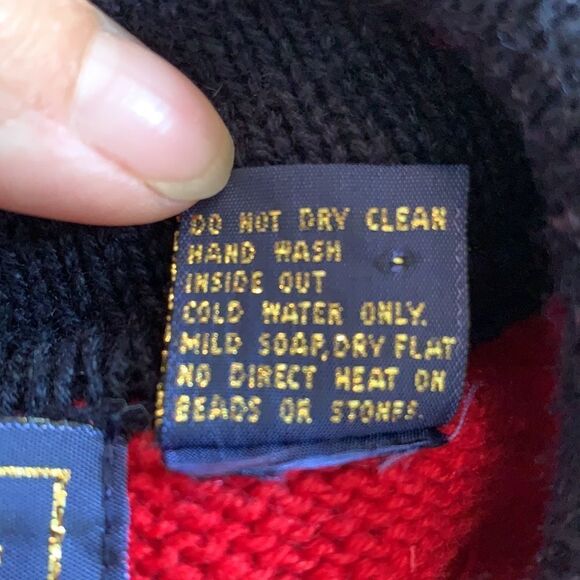 DO NOT DRY CLEAN
HAND WASH
INSIDE OUT
COLD WATER ONLY.
MILD SOAP, DRY FLAT
NO DIRECT HEAT ON
BEADS OR STONES.